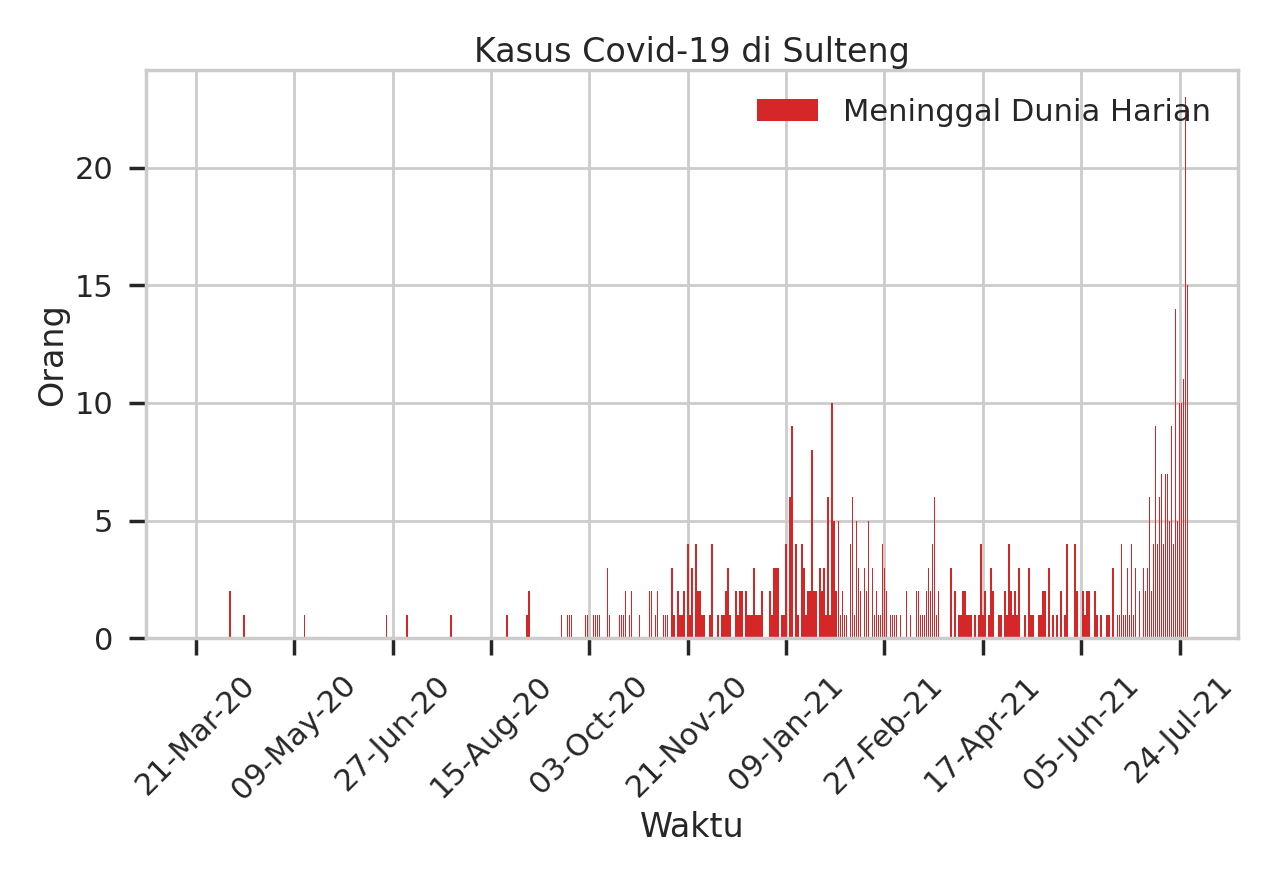 Kasus Covid-19 di Sulteng
Meninggal Dunia Harian
Orang
20
15
10
5
0
21-Mar-20
09-May-20
27-Jun-20
15-Aug-20
03-Oct-20
21-Nov-20
09-Jan-21
27-Feb-21
17-Apr-21
05-Jun-21
24-Jul-21
Waktu